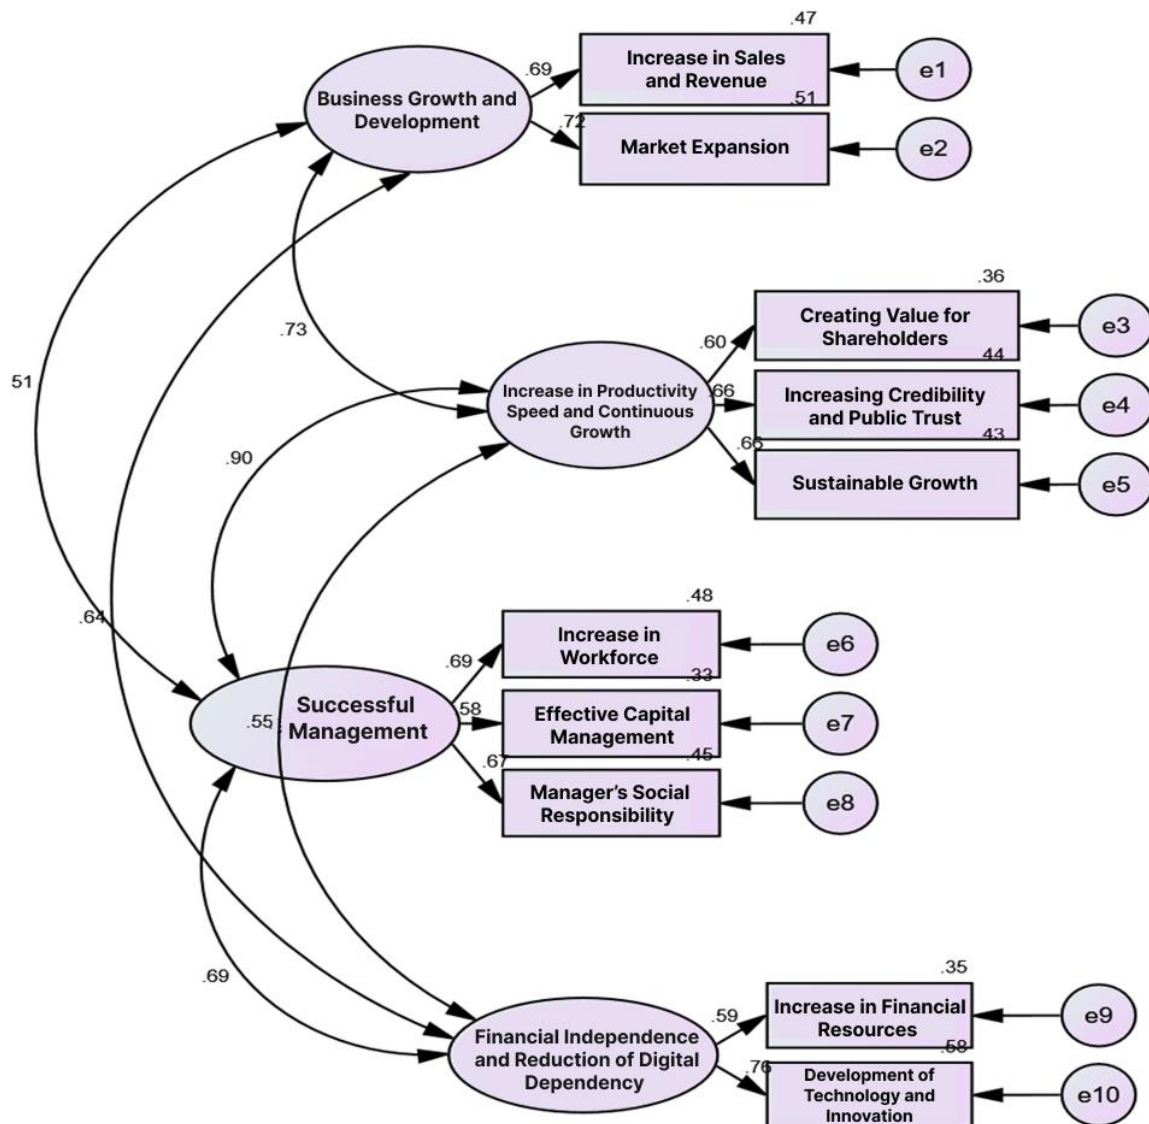 .47
.69
Increase in Sales
and Revenue
e1
Business Growth and
Development
.51
.72
Market Expansion
e2
.36
.73
.60
Creating Value for
Shareholders
e3
.44
51
Increase in Productivity
Speed and Continuous
Growth
.66
Increasing Credibility
and Public Trust
e4
.43
.90
.66
Sustainable Growth
e5
.64
.48
.69
Increase in
Workforce
e6
.33
.55
Successful
Management
.58
Effective Capital
Management
e7
.45
.67
Manager’s Social
Responsibility
e8
.69
.35
.59
Increase in Financial
Resources
e9
Financial Independence
and Reduction of Digital
Dependency
.58
.76
Development of
Technology and
Innovation
e10